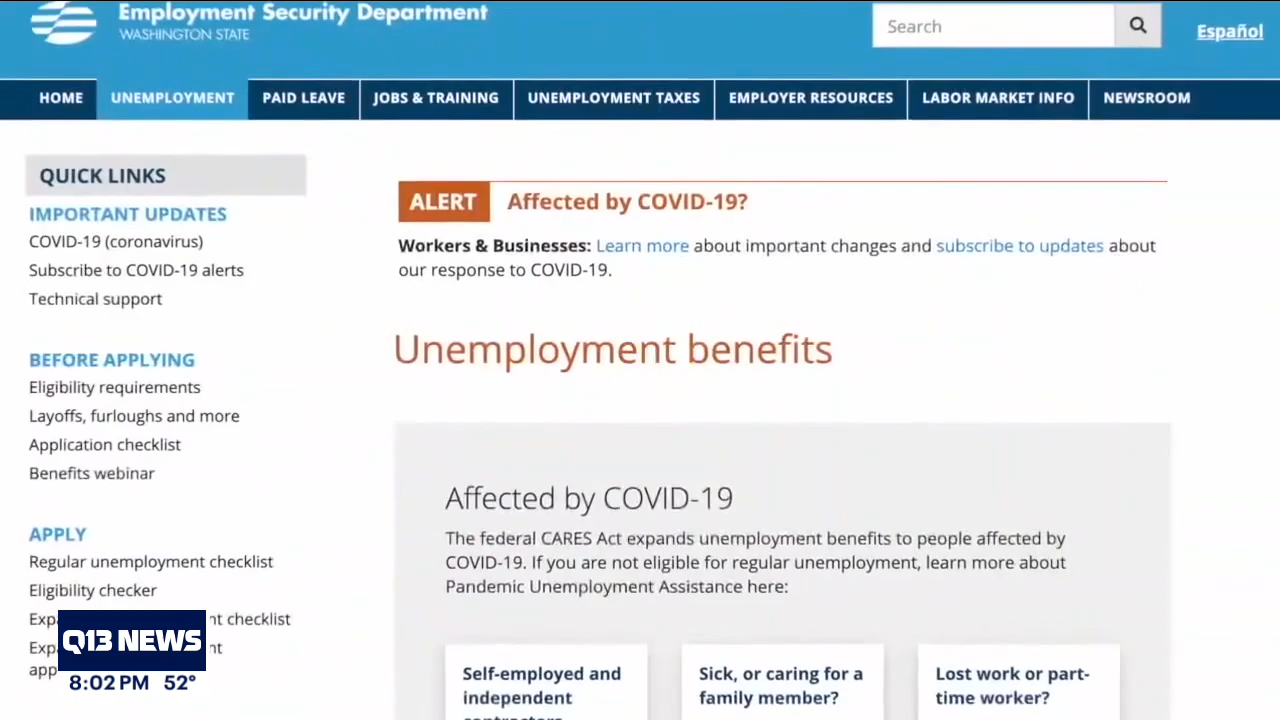 Employment Security Department
WASHINGTON STATE
Search
Español
HOME
UNEMPLOYMENT
PAID LEAVE
JOBS & TRAINING
UNEMPLOYMENT TAXES
EMPLOYER RESOURCES
LABOR MARKET INFO
NEWSROOM
QUICK LINKS
IMPORTANT UPDATES
COVID-19 (coronavirus)
Subscribe to COVID-19 alerts
Technical support
BEFORE APPLYING
Eligibility requirements
Layoffs, furloughs and more
Application checklist
Benefits webinar
APPLY
Regular unemployment checklist
Eligibility checker
checklist
ALERT
Affected by COVID-19?
Workers & Businesses: Learn more about important changes and subscribe to updates about
our response to COVID-19.
Unemployment benefits
Affected by COVID-19
The federal CARES Act expands unemployment benefits to people affected by
COVID-19. If you are not eligible for regular unemployment, learn more about
Pandemic Unemployment Assistance here:
Self-employed and
independent
Sick, or caring for a
family member?
Lost work or part-
time worker?
Q13 NEWS
8:02 PM 52°